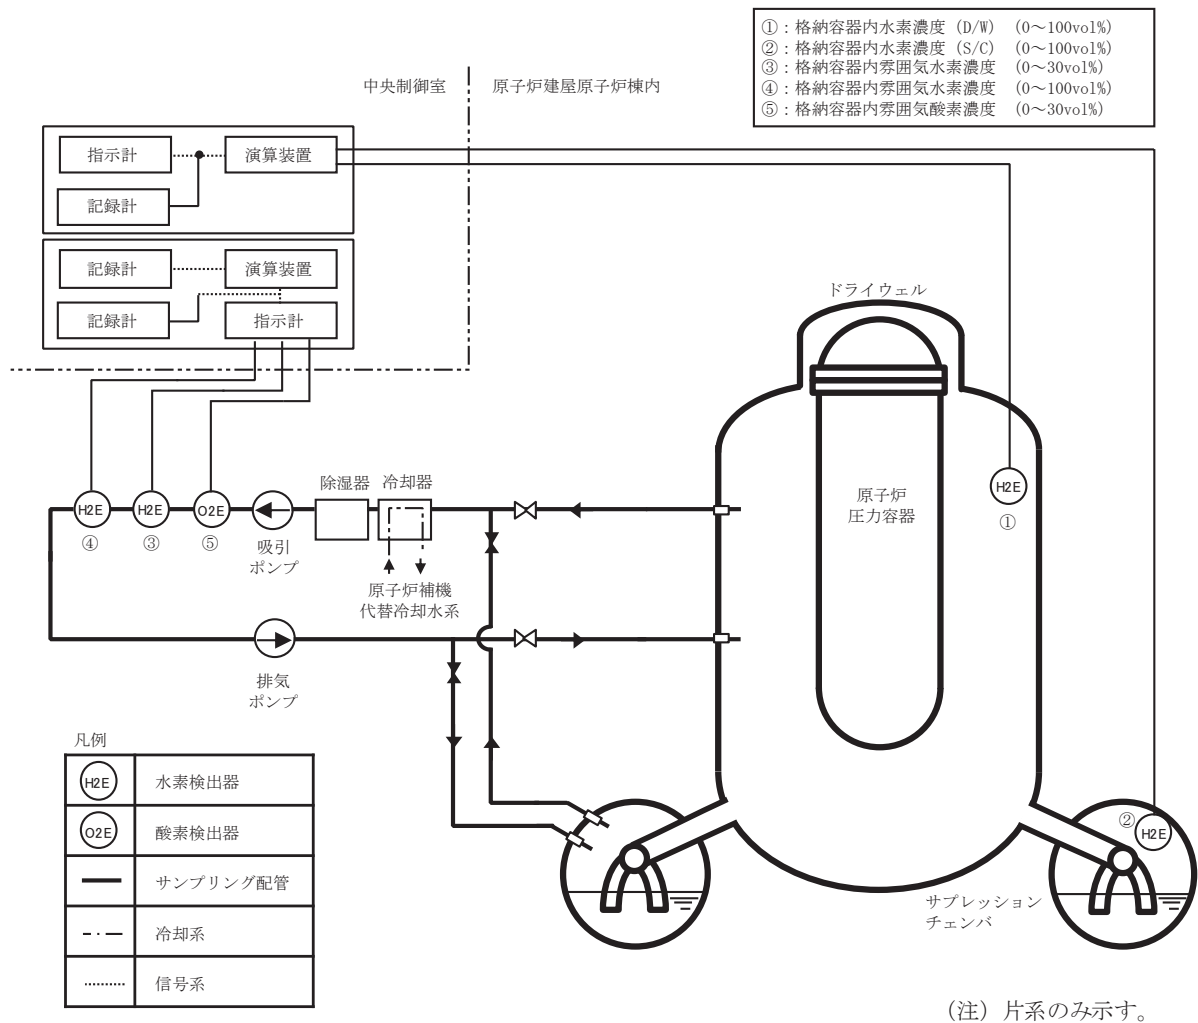 ①：格納容器内水素濃度（D/W） （0～100vol%）
②：格納容器内水素濃度（S/C） （0～100vol%）
③：格納容器内雰囲気水素濃度 （0～30vol%）
④：格納容器内雰囲気水素濃度 （0～100vol%）
⑤：格納容器内雰囲気酸素濃度 （0～30vol%）
中央制御室
原子炉建屋原子炉棟内
指示計
演算装置
記録計
記録計
演算装置
記録計
指示計
ドライウェル
除湿器
冷却器
H2E
H2E
O2E
④
③
⑤
吸引
ポンプ
原子炉補機
代替冷却水系
原子炉
圧力容器
H2E
①
排気
ポンプ
凡例
H2E
水素検出器
O2E
酸素検出器
サンプリング配管
冷却系
信号系
②
H2E
サプレッション
チェンバ
（注）片系のみ示す。